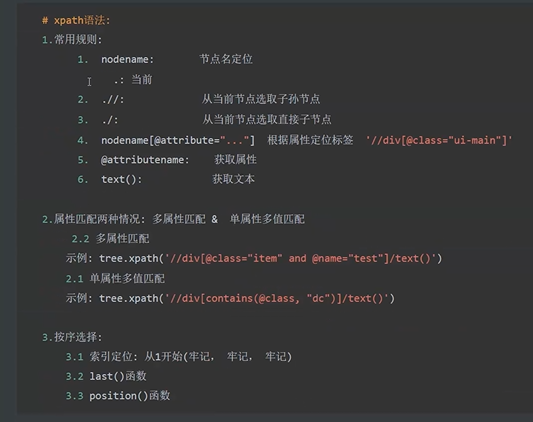 # xpath语法:
1.常用规则:
1. nodename: 节点名定位
.: 当前
2. .//: 从当前节点选取子孙节点
3. ./: 从当前节点选取直接子节点
4. nodename[@attribute="..."] 根据属性定位标签 '//div[@class="ui-main"]'
5. @attributename: 获取属性
6. text(): 获取文本
2.属性匹配两种情况: 多属性匹配 & 单属性多值匹配
2.2 多属性匹配
示例: tree.xpath('//div[@class="item" and @name="test"]/text()')
2.1 单属性多值匹配
示例: tree.xpath('//div[contains(@class, "dc")]/text()')
3.按序选择:
3.1 索引定位: 从1开始(牢记, 牢记, 牢记)
3.2 last()函数
3.3 position()函数